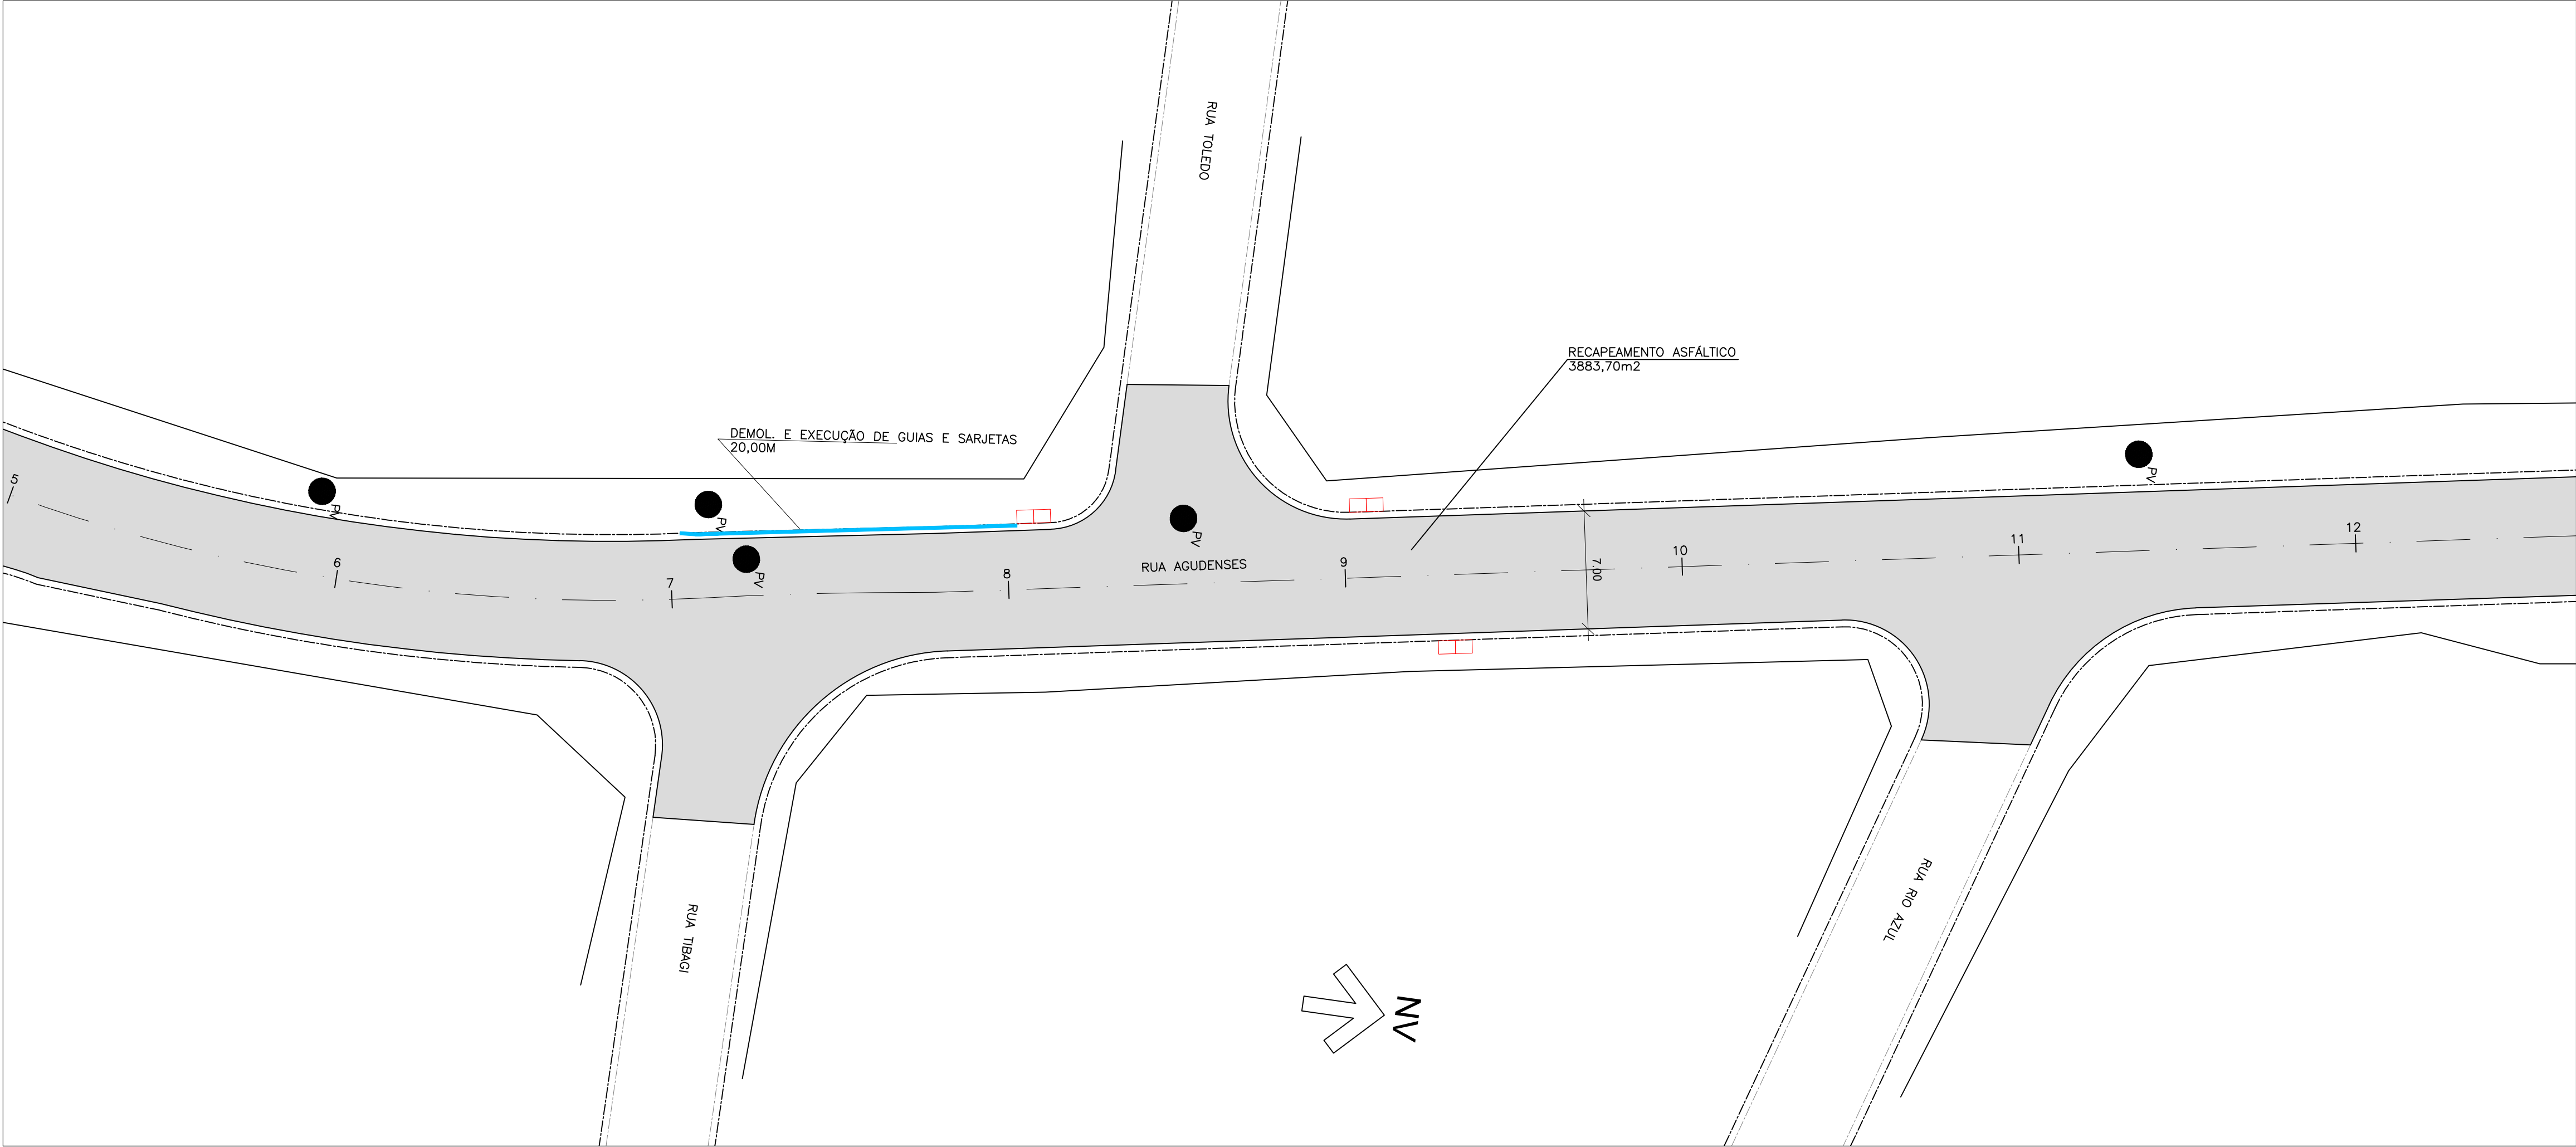 RUA TOLEDO
RECAPEAMENTO ASFÁLTICO
3883,70m2
DEMOL. E EXECUÇÃO DE GUIAS E SARJETAS
20,00M
PV
PV
PV
PV
PV
5
6
7
8
RUA AGUDENSES
9
7.00
10
11
12
RUA TIBAGI
RUA RIO AZUL
NV